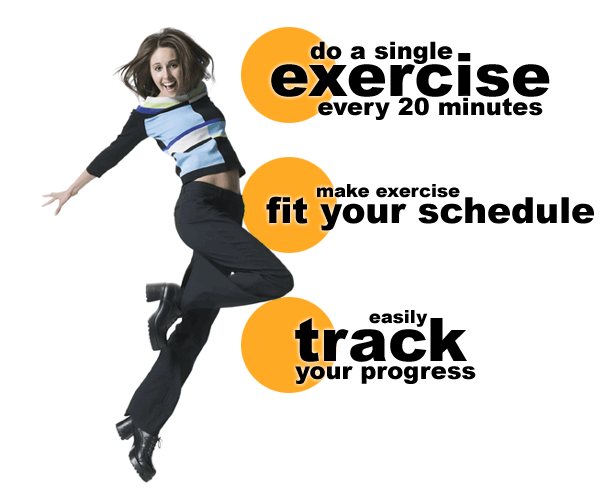 do a single
exercise
every 20 minutes
make exercise
fit your schedule
easily
track
your progress